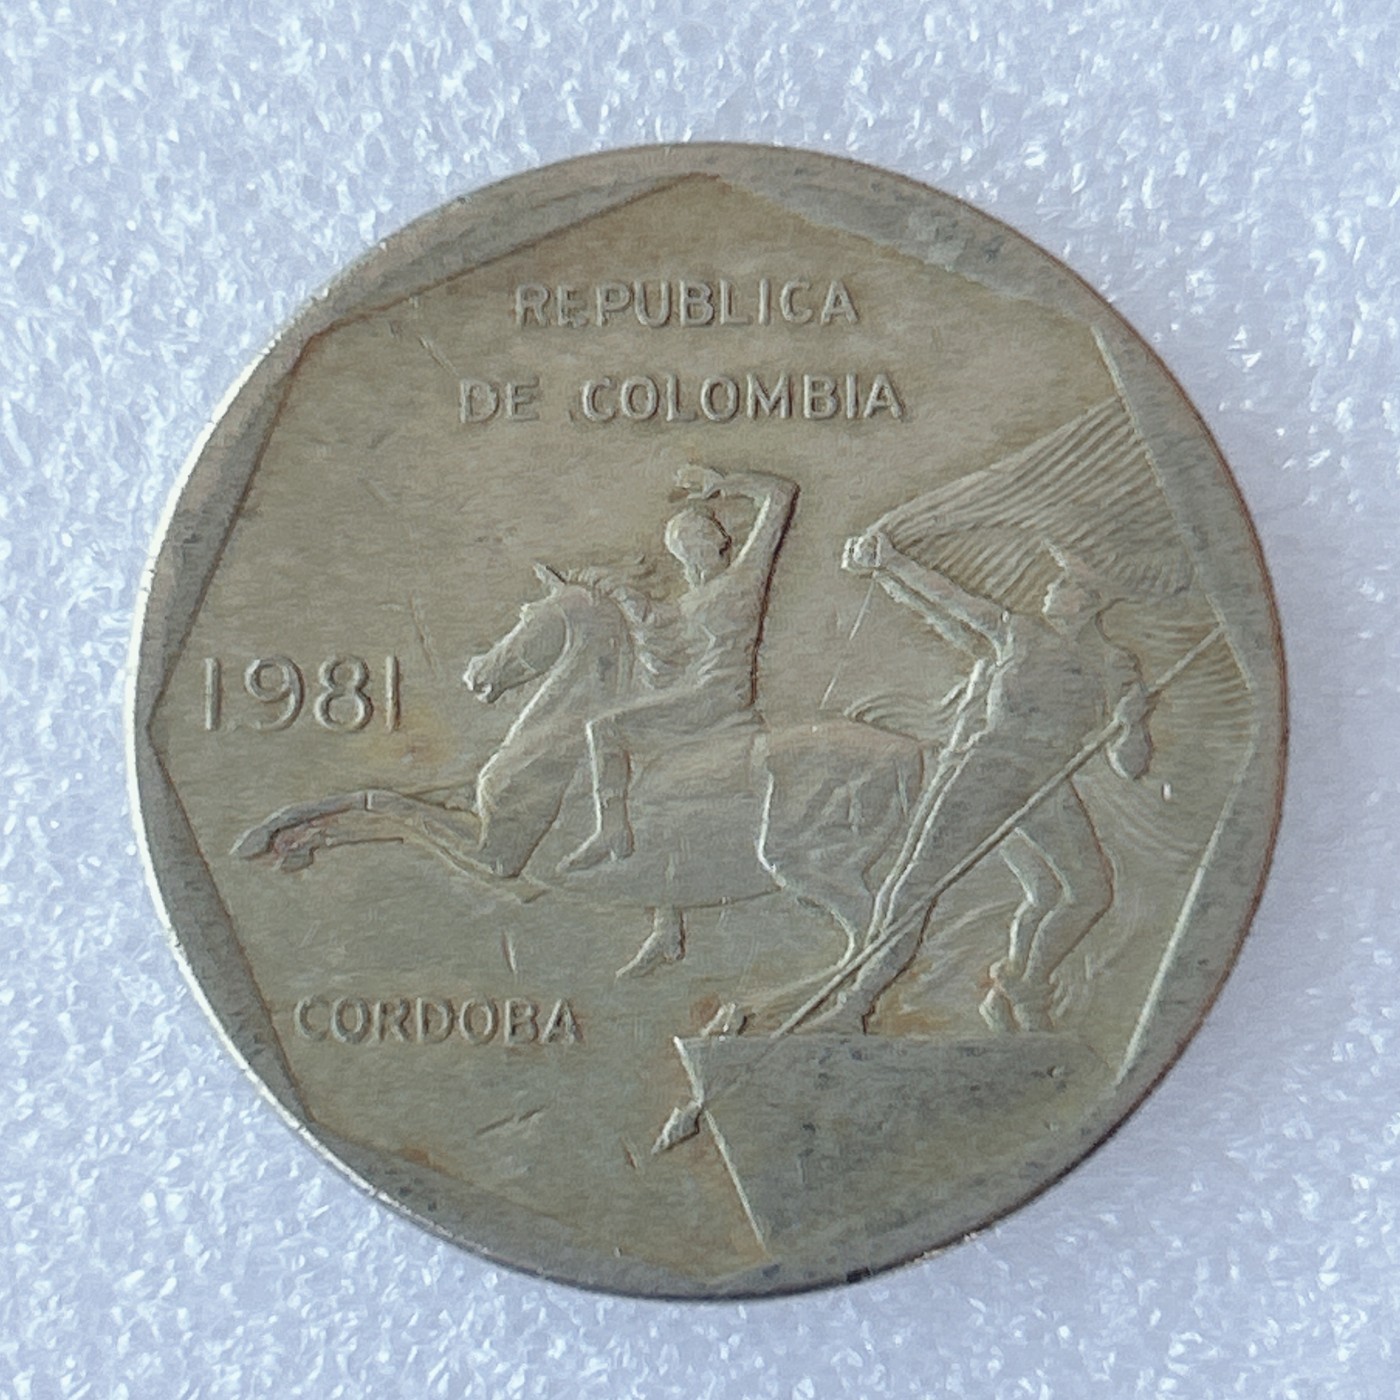 REPUBLICA
DE COLOMBIA
1981
CORDOBA